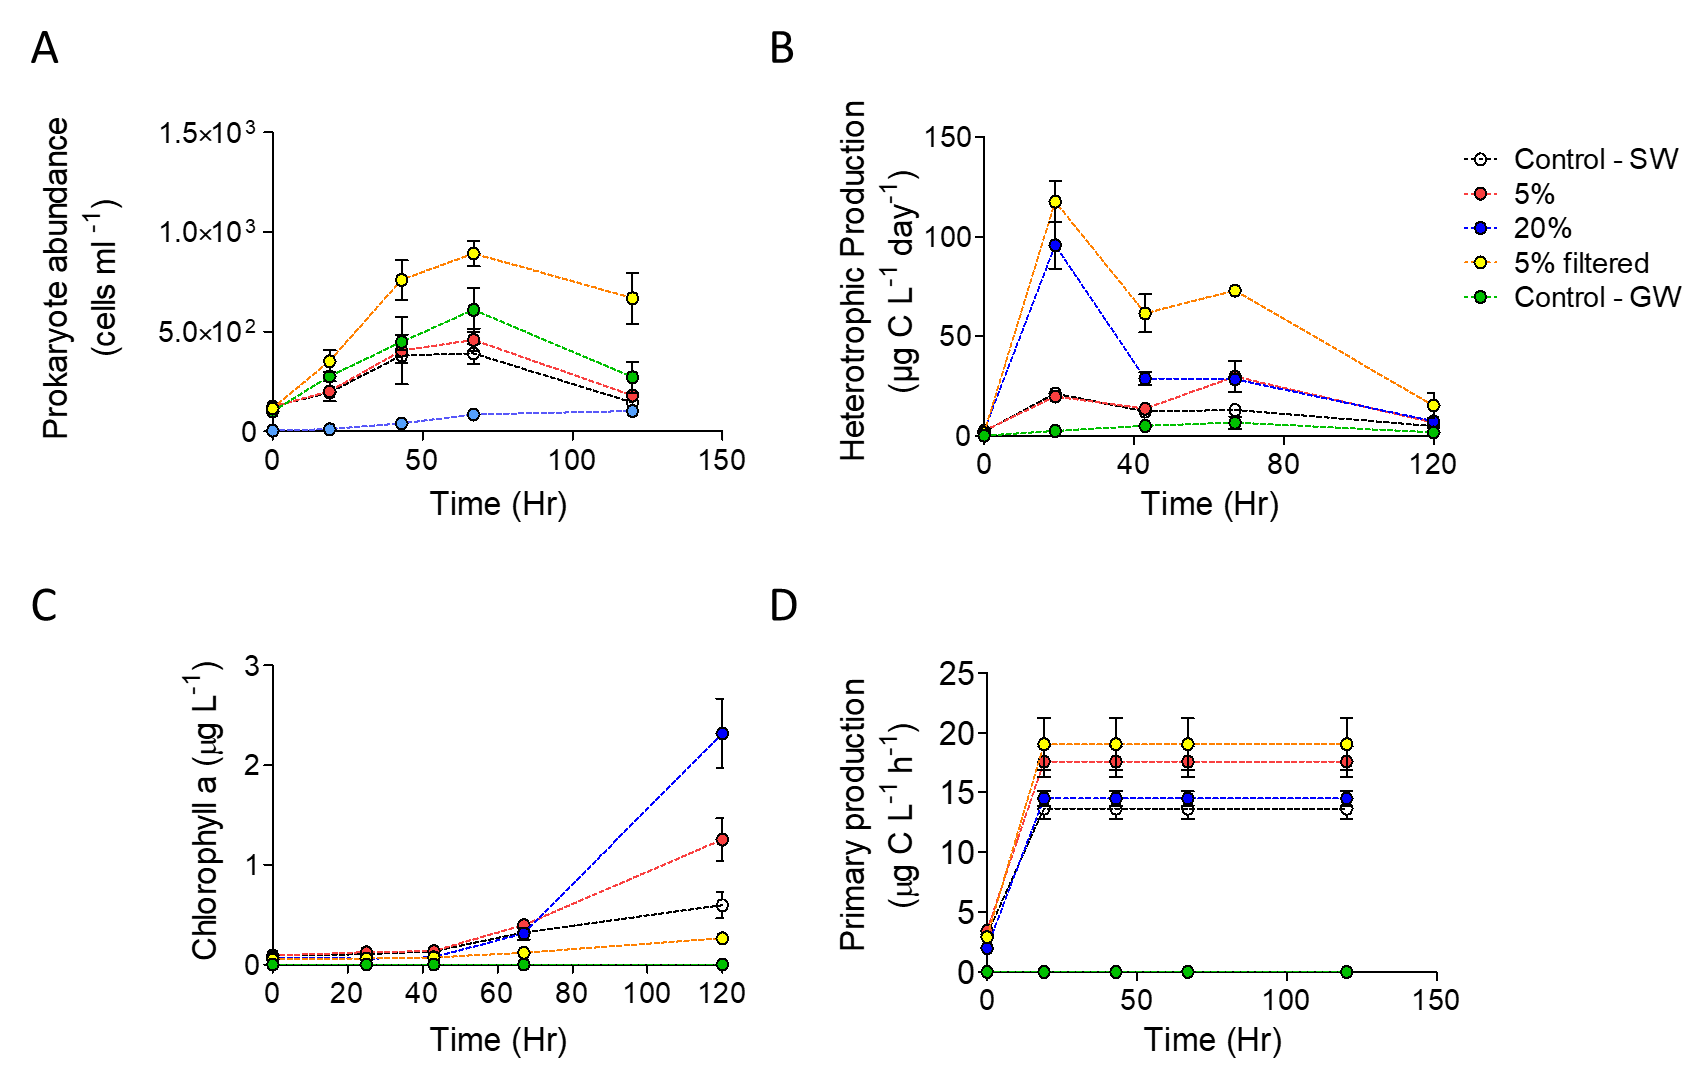 A
Prokaryote abundance
(cells ml⁻¹)
1.5×10³
1.0×10³
5.0×10²
0
0 50 100 150
Time (Hr)
B
Heterotrophic Production
(µg C L⁻¹ day⁻¹)
150
100
50
0
0 40 80 120
Time (Hr)
Control - SW
5%
20%
5% filtered
Control - GW
C
Chlorophyll a (µg L⁻¹)
3
2
1
0
0 20 40 60 80 100 120
Time (Hr)
D
Primary production
(µg C L⁻¹ h⁻¹)
25
20
15
10
5
0
0 50 100 150
Time (Hr)